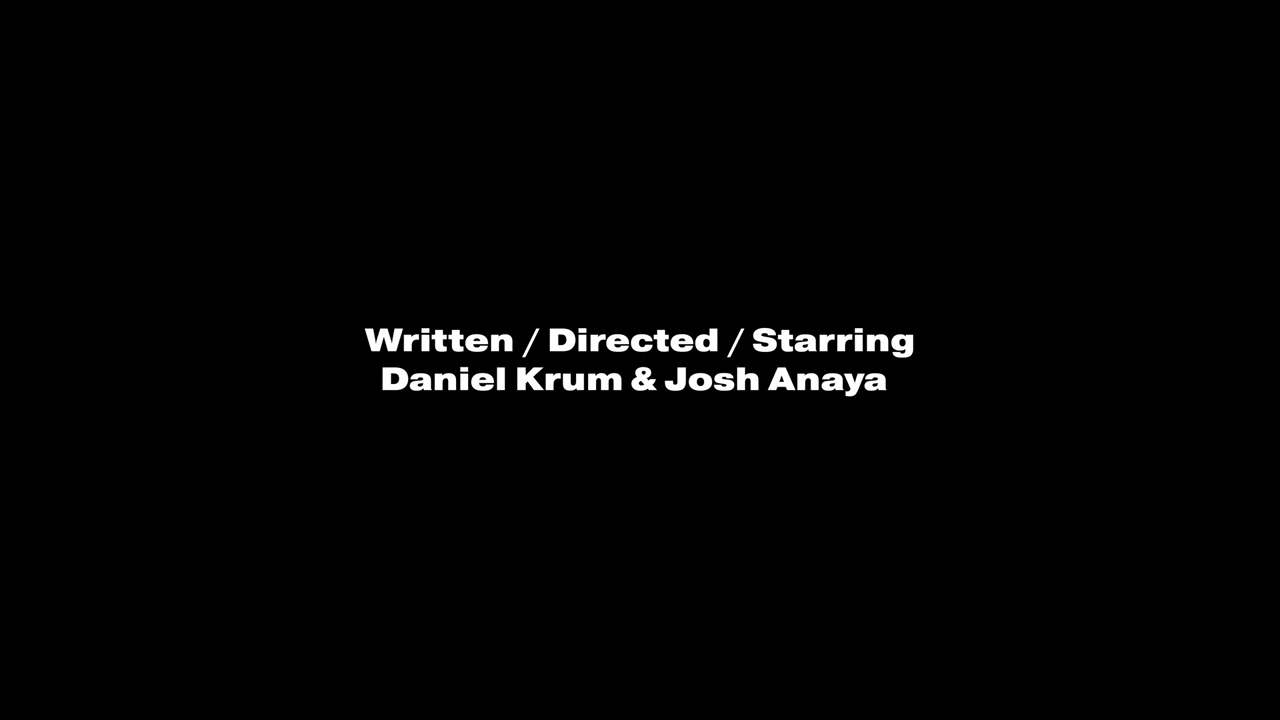 Written / Directed / Starring
Daniel Krum & Josh Anaya